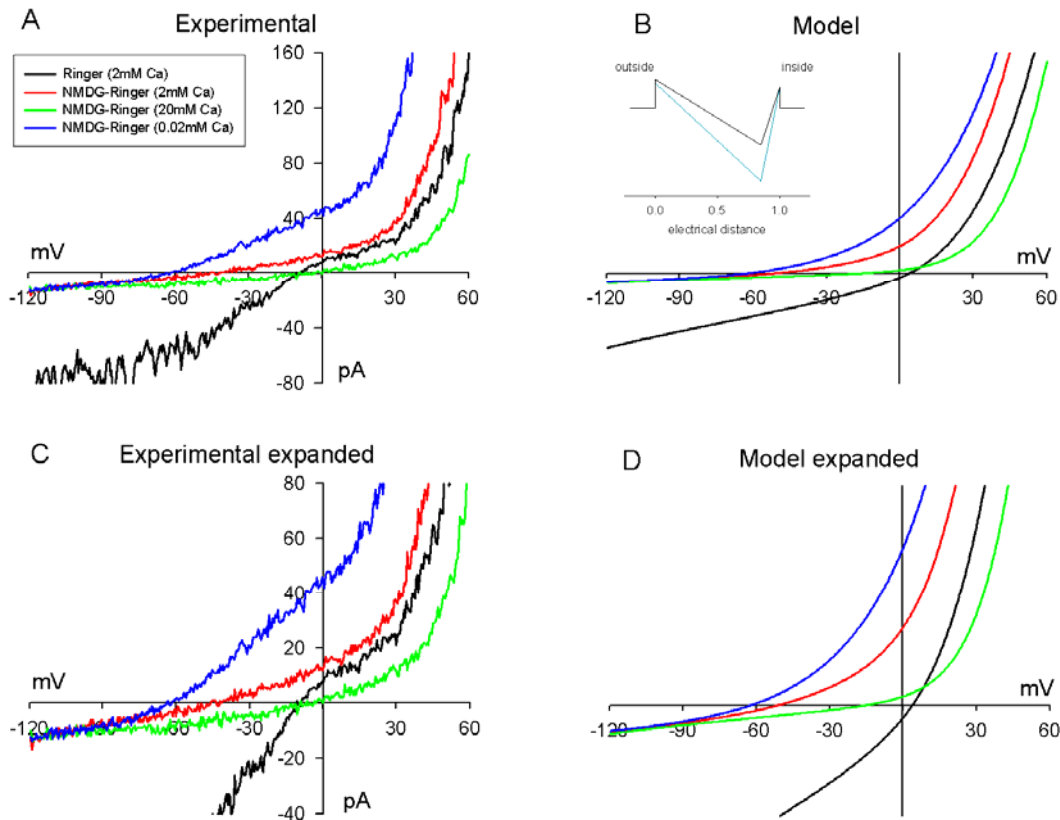 A
Experimental
160
Ringer (2mM Ca)
NMDG-Ringer (2mM Ca)
NMDG-Ringer (20mM Ca)
NMDG-Ringer (0.02mM Ca)
120
80
40
mV
-120 -90 -60 -30 30 60
-40
-80
pA
B
Model
outside
inside
0.0 0.5 1.0
electrical distance
mV
-120 -90 -30 30 60
C
Experimental expanded
80
60
40
20
mV
-120 -90 -60 -30 30 60
-20
-40
pA
D
Model expanded
mV
-120 -90 -60 -30 30 60